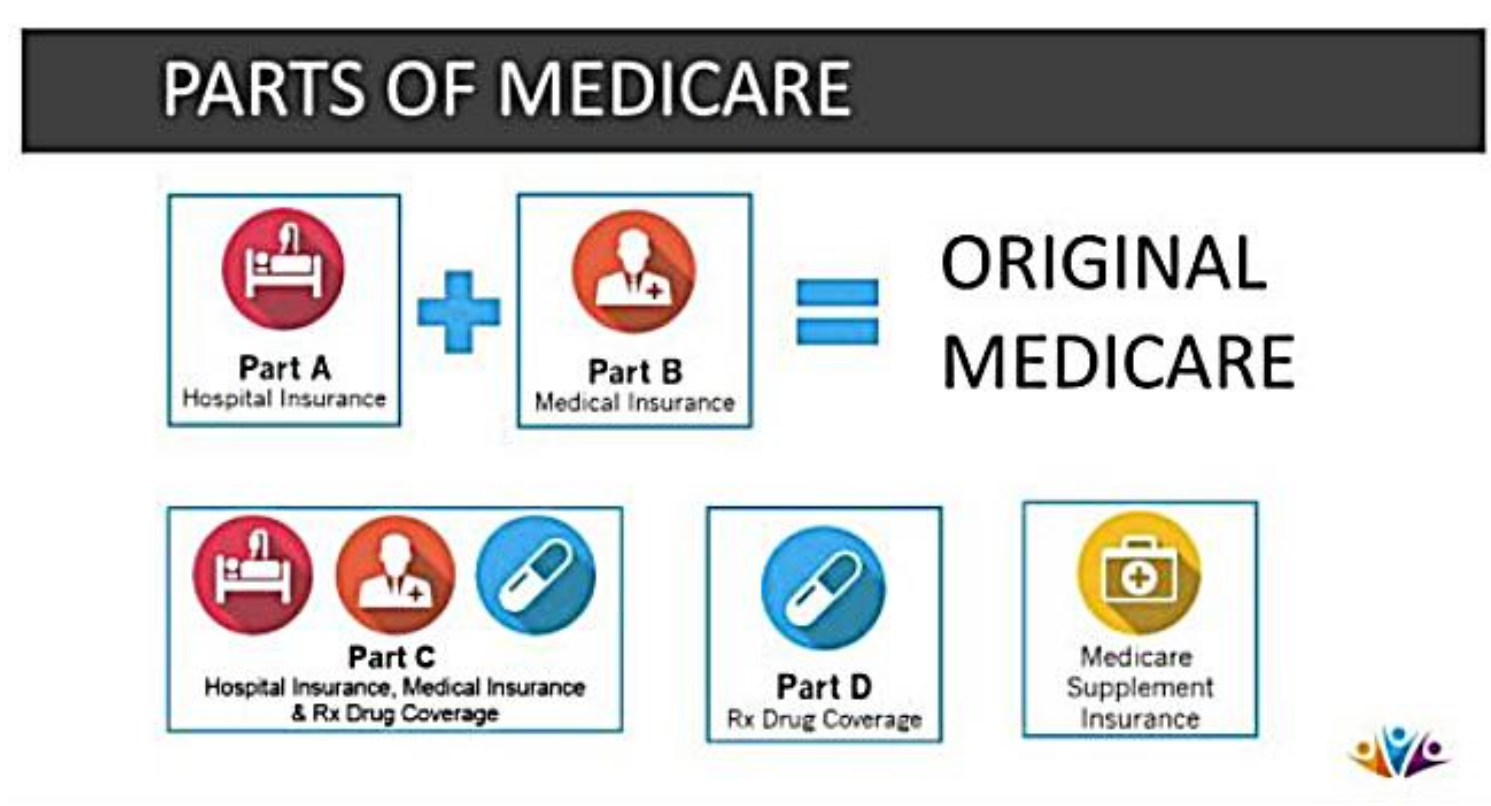 PARTS OF MEDICARE
Part A
Hospital Insurance
Part B
Medical Insurance
ORIGINAL
MEDICARE
Part C
Hospital Insurance, Medical Insurance
& Rx Drug Coverage
Part D
Rx Drug Coverage
Medicare
Supplement
Insurance